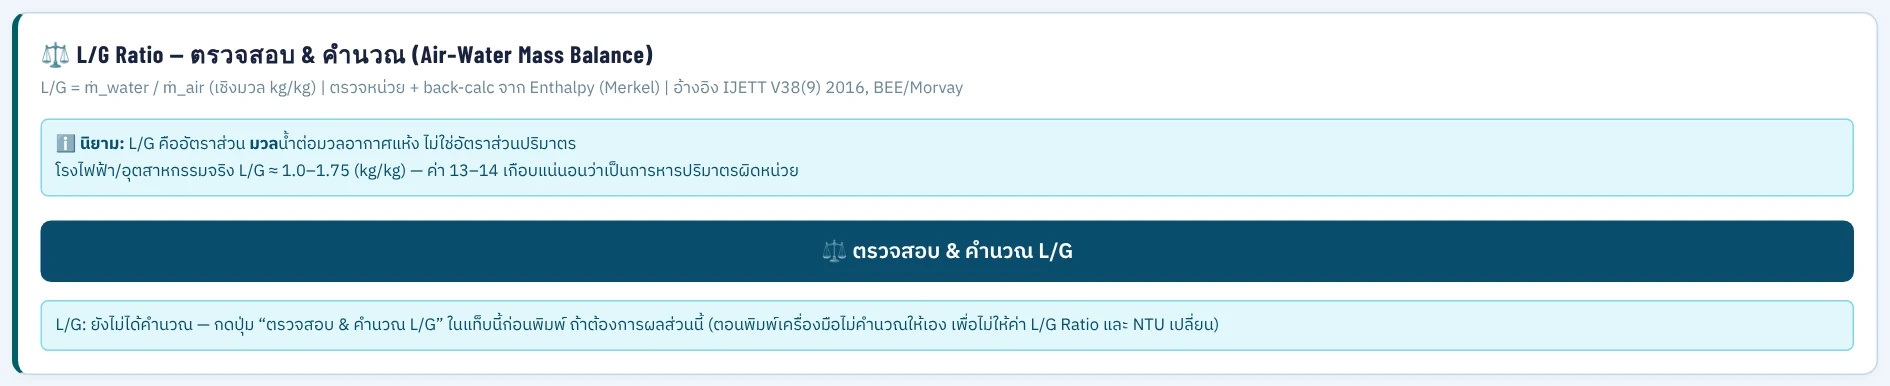 ⚖️ L/G Ratio — ตรวจสอบ & คำนวณ (Air-Water Mass Balance)
L/G = ṁ_water / ṁ_air (เชิงมวล kg/kg) | ตรวจหน่วย + back-calc จาก Enthalpy (Merkel) | อ้างอิง IJETT V38(9) 2016, BEE/Morvay
ℹ️ นิยาม: L/G คืออัตราส่วน มวลน้ำต่อมวลอากาศแห้ง ไม่ใช่อัตราส่วนปริมาตร
โรงไฟฟ้า/อุตสาหกรรมจริง L/G ≈ 1.0–1.75 (kg/kg) — ค่า 13–14 เกือบแน่นอนว่าเป็นการหารปริมาตรผิดหน่วย
⚖️ ตรวจสอบ & คำนวณ L/G
L/G: ยังไม่ได้คำนวณ — กดปุ่ม “ตรวจสอบ & คำนวณ L/G” ในแท็บนี้ก่อนพิมพ์ ถ้าต้องการผลส่วนนี้ (ตอนพิมพ์เครื่องมือไม่คำนวณให้เอง เพื่อไม่ให้ค่า L/G Ratio และ NTU เปลี่ยน)